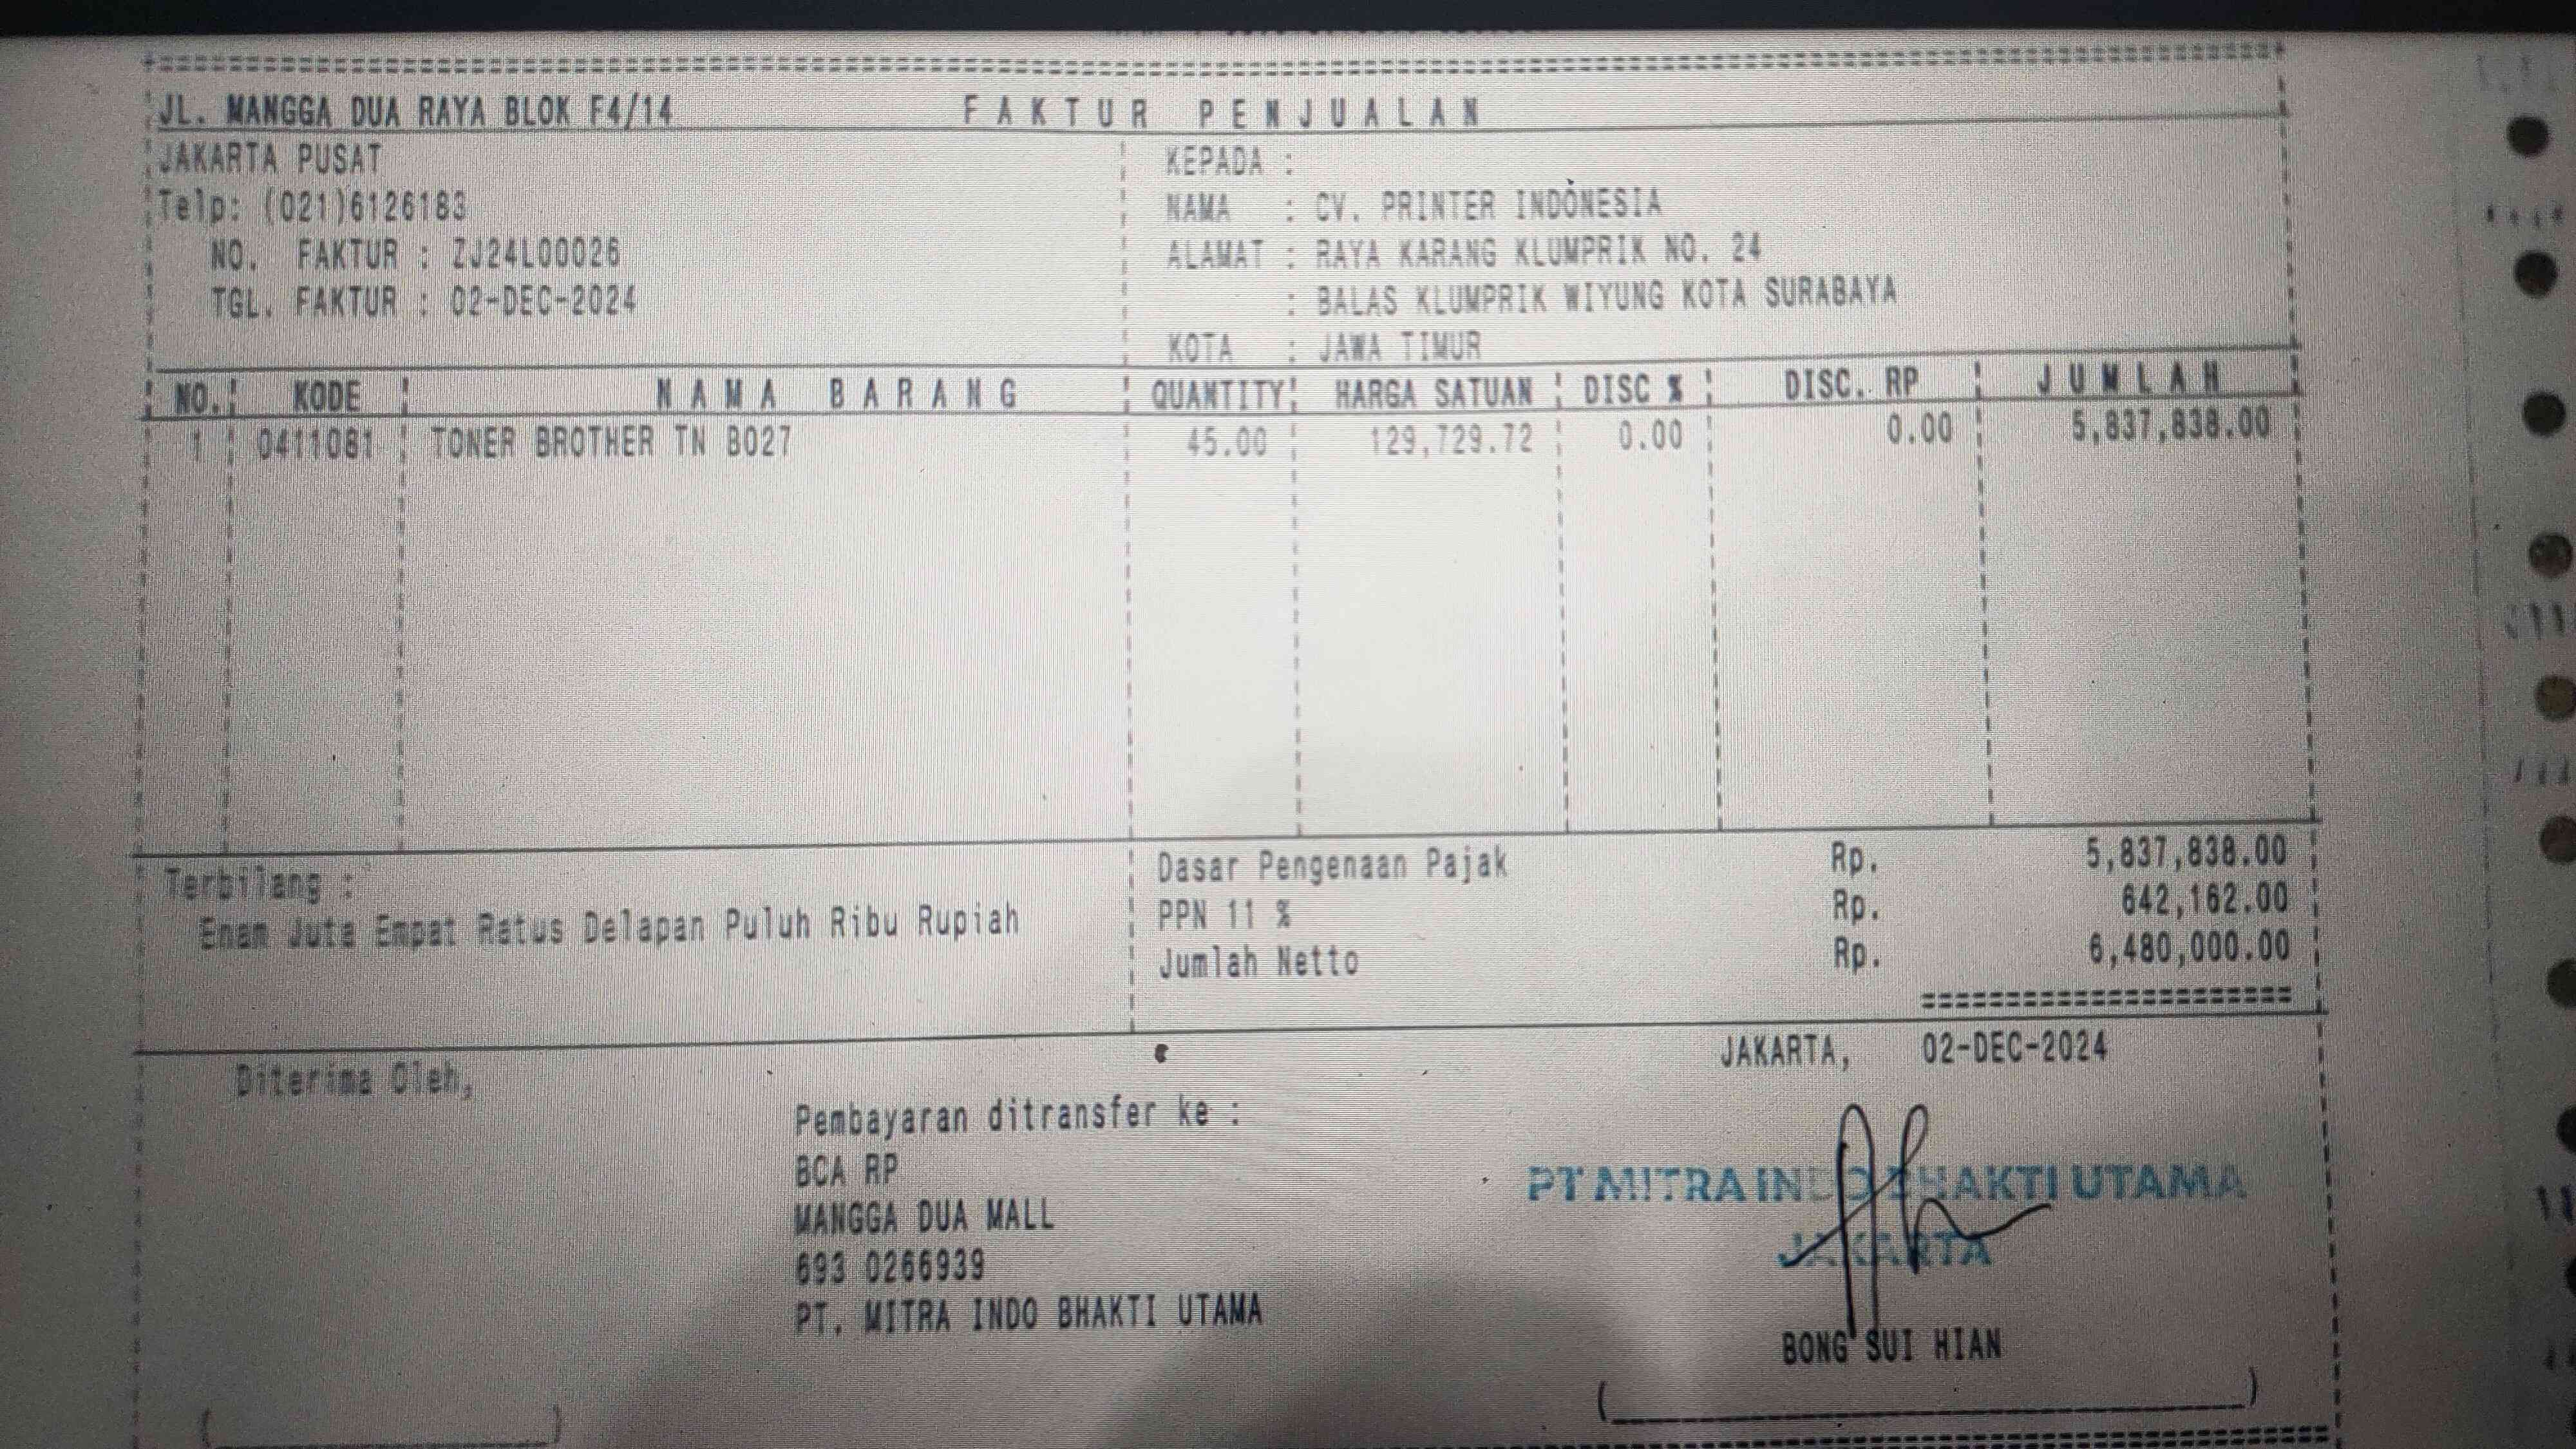 JL. MANGGA DUA RAYA BLOK F4/14
FAKTUR PENJUALAN
JAKARTA PUSAT
Telp: (021)6126183
NO. FAKTUR : ZJ24L00026
TGL. FAKTUR : 02-DEC-2024
KEPADA :
NAMA : CV. PRINTER INDONESIA
ALAMAT : RAYA KARANG KLUMPRIK NO. 24
: BALAS KLUMPRIK WIYUNG KOTA SURABAYA
KOTA : JAWA TIMUR
NO. KODE NAMA BARANG QUANTITY HARGA SATUAN DISC % DISC. RP JUMLAH
1 0411081 TONER BROTHER TN B027 45.00 129,729.72 0.00 0.00 5,837,838.00
Terbilang :
Enam Juta Empat Ratus Delapan Puluh Ribu Rupiah
Dasar Pengenaan Pajak Rp. 5,837,838.00
PPN 11 % Rp. 642,162.00
Jumlah Netto Rp. 6,480,000.00
Diterima Oleh,
JAKARTA, 02-DEC-2024
Pembayaran ditransfer ke :
BCA RP
MANGGA DUA MALL
693 0266939
PT. MITRA INDO BHAKTI UTAMA
PT MITRA INDO BHAKTI UTAMA
JAKARTA
BONG SUI HIAN